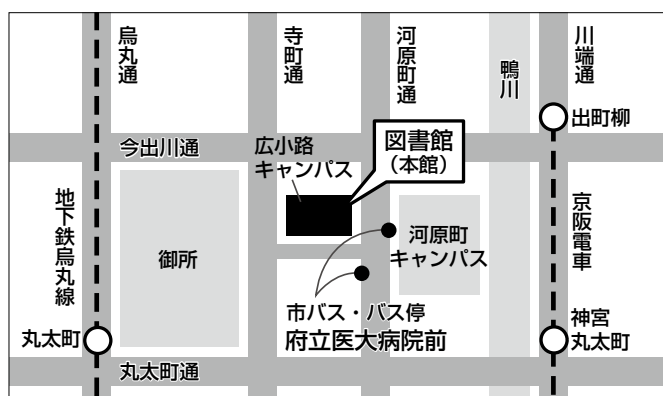 烏丸通
寺町通
河原町通
鴨川
川端通
出町柳
今出川通
広小路
キャンパス
図書館
（本館）
地下鉄烏丸線
御所
河原町
キャンパス
京阪電車
市バス・バス停
府立医大病院前
丸太町
神宮
丸太町
丸太町通